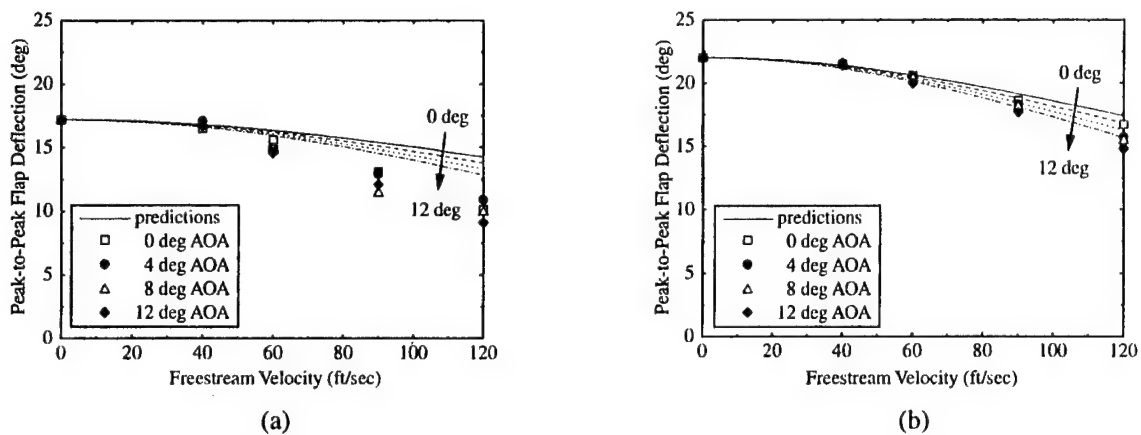 Peak-to-Peak Flap Deflection (deg)
25
20
15
10
5
0
0 deg
12 deg
predictions
0 deg AOA
4 deg AOA
8 deg AOA
12 deg AOA
0 20 40 60 80 100 120
Freestream Velocity (ft/sec)
(a)
Peak-to-Peak Flap Deflection (deg)
25
20
15
10
5
0
0 deg
12 deg
predictions
0 deg AOA
4 deg AOA
8 deg AOA
12 deg AOA
0 20 40 60 80 100 120
Freestream Velocity (ft/sec)
(b)